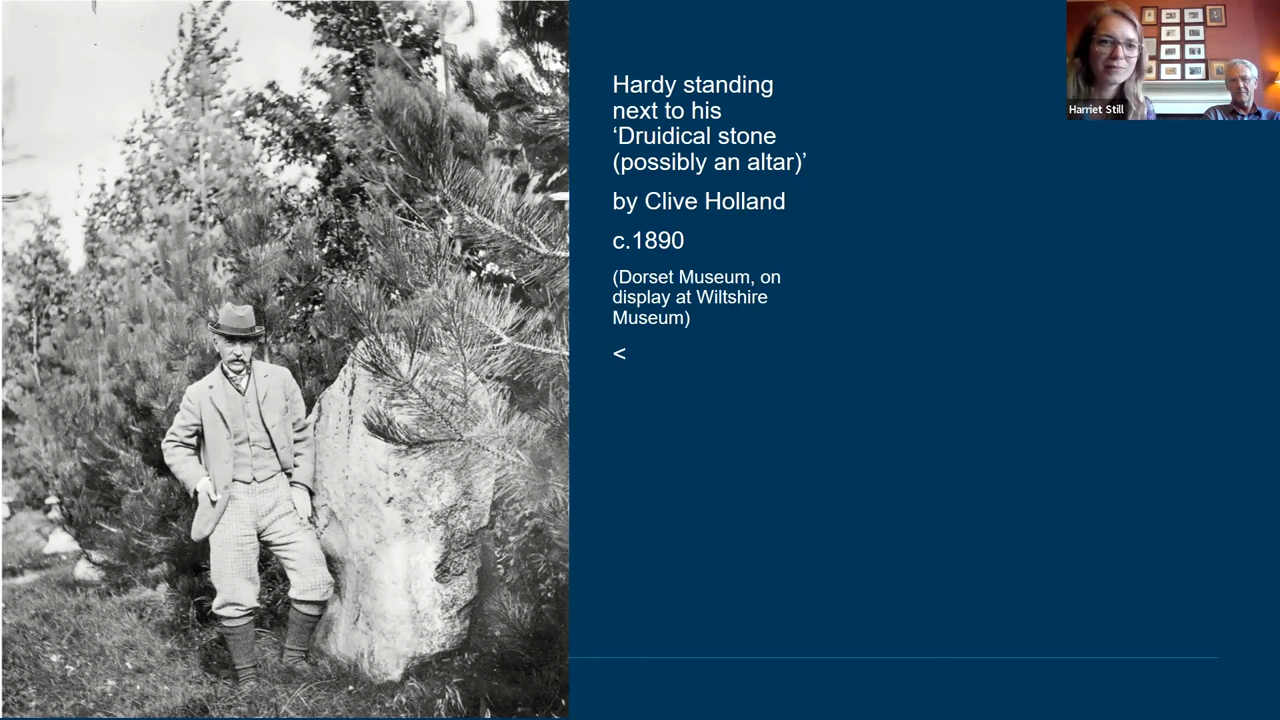 Hardy standing
next to his
‘Druidical stone
(possibly an altar)’
by Clive Holland
c.1890
(Dorset Museum, on
display at Wiltshire
Museum)
<
Harriet Still